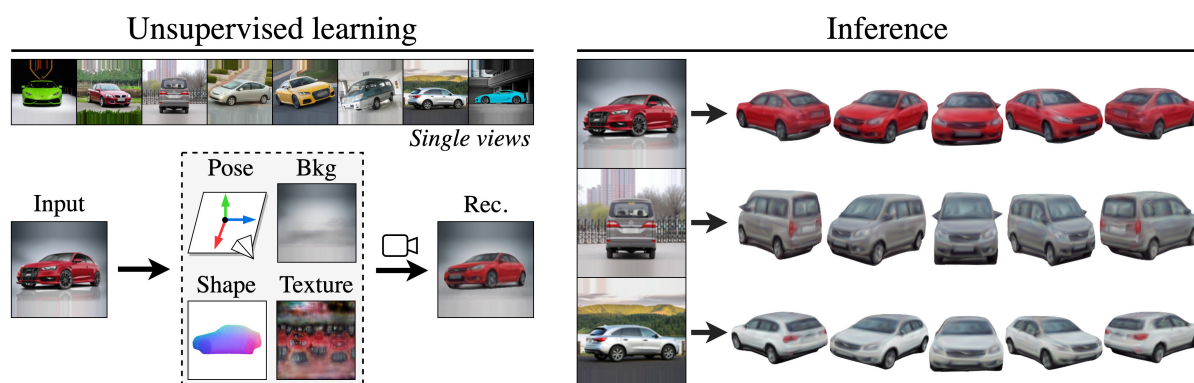 Unsupervised learning
Single views
Input
Pose
Bkg
Shape
Texture
Rec.
Inference